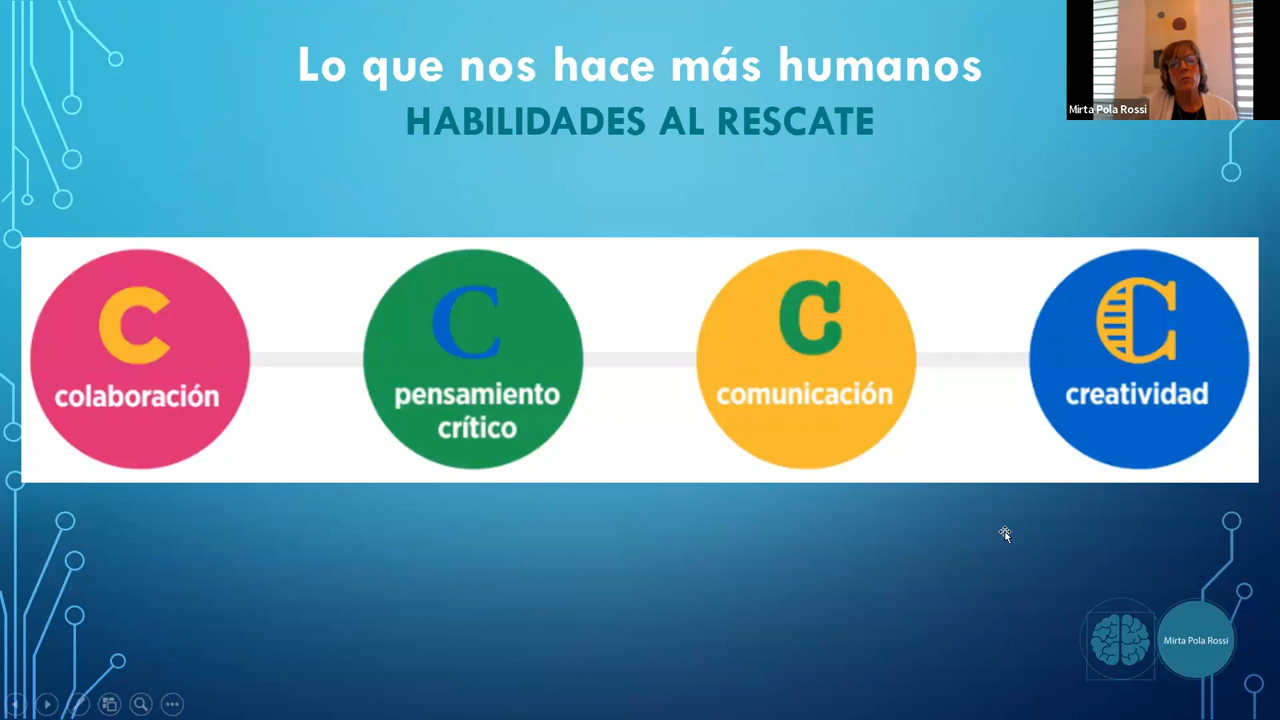 Lo que nos hace más humanos
HABILIDADES AL RESCATE
Mirta Pola Rossi
C
colaboración
C
pensamiento
crítico
C
comunicación
C
creatividad
Mirta Pola Rossi